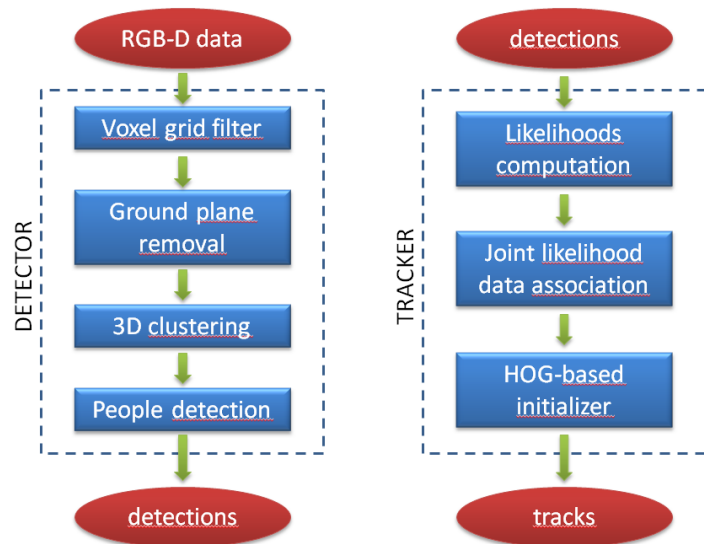 RGB-D data
DETECTOR
Voxel grid filter
Ground plane
removal
3D clustering
People detection
detections
detections
TRACKER
Likelihoods
computation
Joint likelihood
data association
HOG-based
initializer
tracks